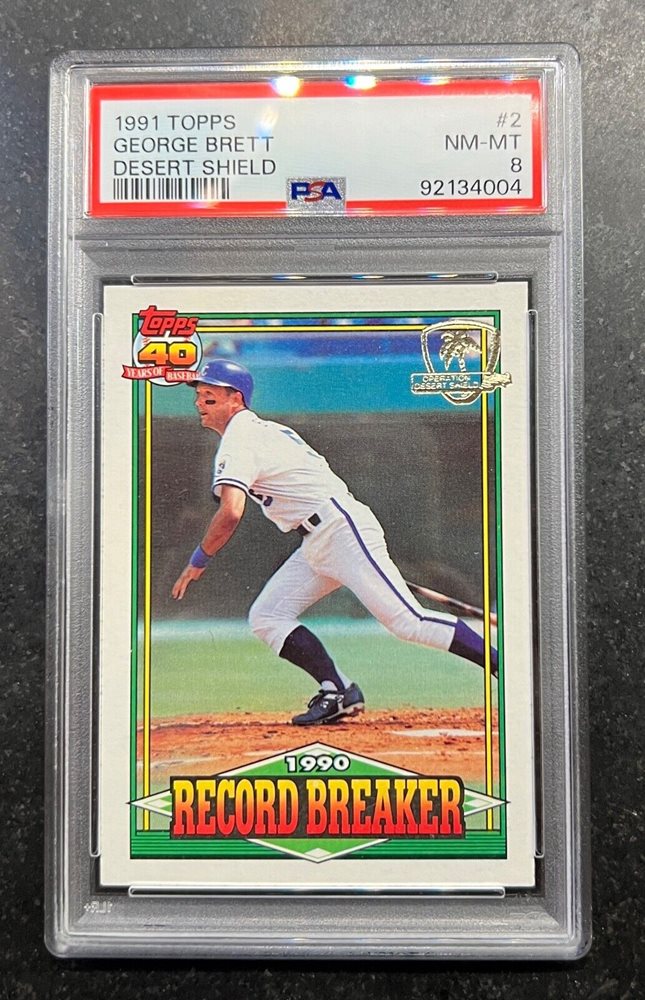 1991 TOPPS #2
GEORGE BRETT NM-MT
DESERT SHIELD 8
PSA 92134004
Topps
40
YEARS OF BASEBALL
OPERATION
DESERT SHIELD
1990
RECORD BREAKER